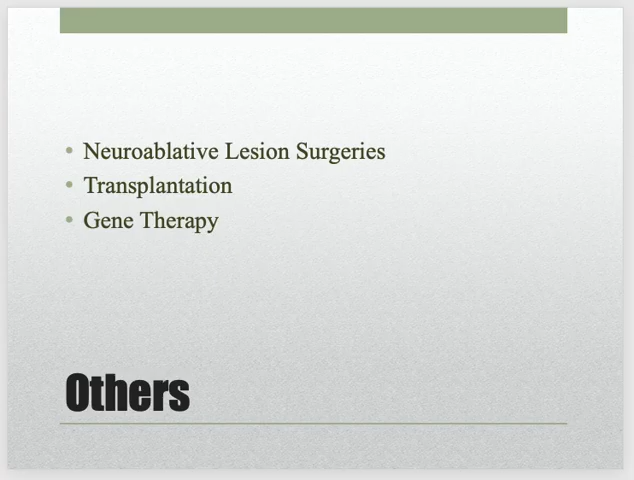 • Neuroablative Lesion Surgeries
• Transplantation
• Gene Therapy
Others